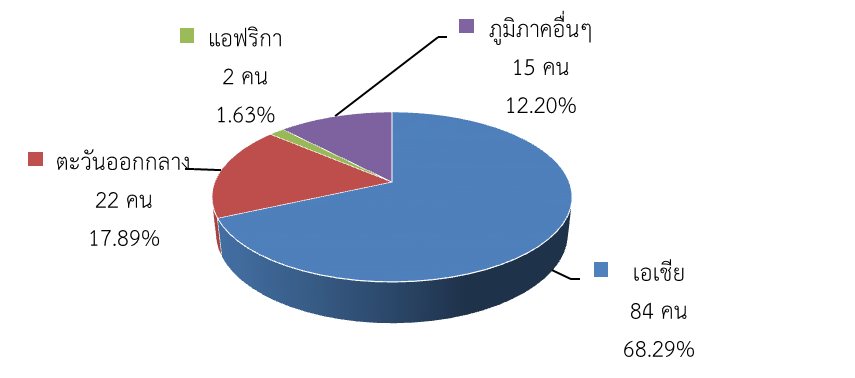 แอฟริกา
2 คน
1.63%
ภูมิภาคอื่นๆ
15 คน
12.20%
ตะวันออกกลาง
22 คน
17.89%
เอเชีย
84 คน
68.29%